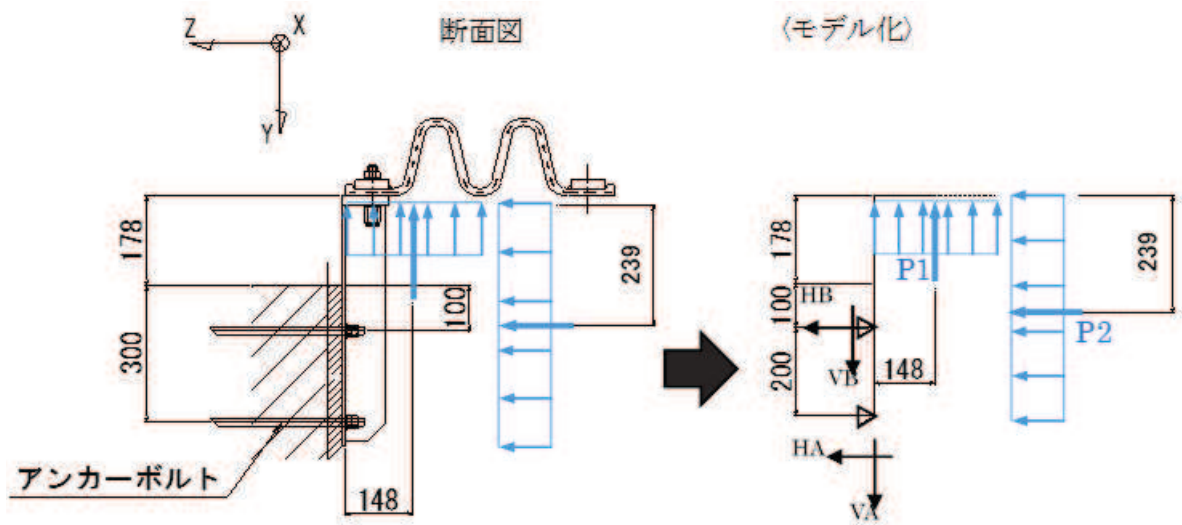 断面図
〈モデル化〉
Z
X
Y
178
300
100
239
148
アンカーボルト
178
100
200
HB
VB
P1
148
P2
239
HA
VA